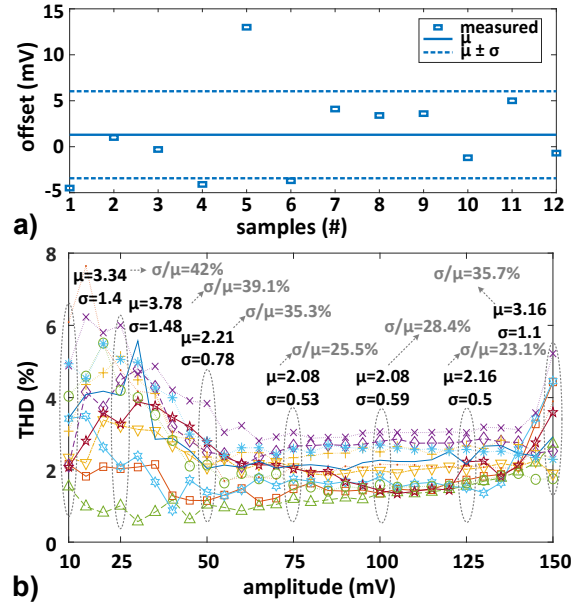 15
10
5
0
-5
offset (mV)
measured
μ
μ ± σ
1 2 3 4 5 6 7 8 9 10 11 12
samples (#)
a)
8
6
4
2
0
THD (%)
μ=3.34
σ=1.4
σ/μ=42%
μ=3.78
σ=1.48
σ/μ=39.1%
μ=2.21
σ=0.78
σ/μ=35.3%
σ/μ=25.5%
μ=2.08
σ=0.53
σ/μ=28.4%
μ=2.08
σ=0.59
σ/μ=23.1%
μ=2.16
σ=0.5
σ/μ=35.7%
μ=3.16
σ=1.1
10 25 50 75 100 125 150
amplitude (mV)
b)